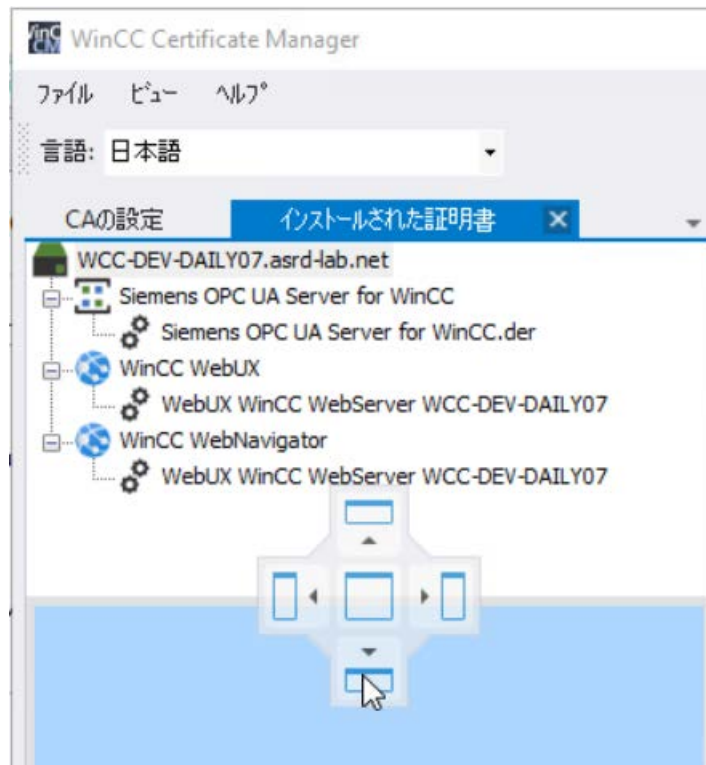 WinCC Certificate Manager
ファイル ビュー ヘルプ
言語: 日本語
CAの設定 インストールされた証明書
WCC-DEV-DAILY07.asrd-lab.net
Siemens OPC UA Server for WinCC
Siemens OPC UA Server for WinCC.der
WinCC WebUX
WebUX WinCC WebServer WCC-DEV-DAILY07
WinCC WebNavigator
WebUX WinCC WebServer WCC-DEV-DAILY07